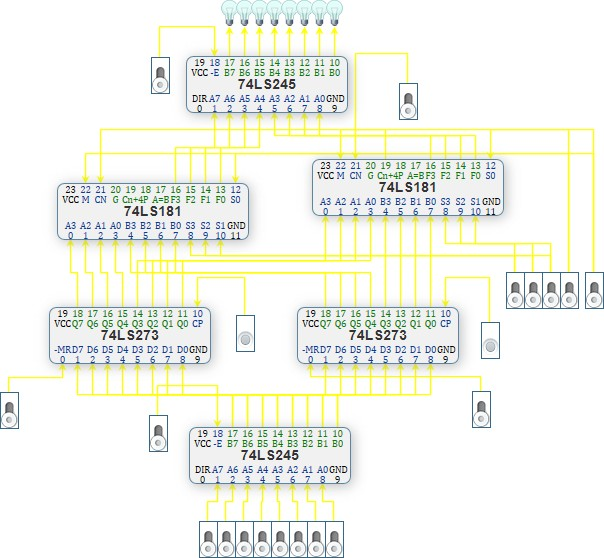 19 18 17 16 15 14 13 12 11 10
VCC -E B7 B6 B5 B4 B3 B2 B1 B0
74LS245
DIR A7 A6 A5 A4 A3 A2 A1 A0 GND
0 1 2 3 4 5 6 7 8 9
23 22 21 20 19 18 17 16 15 14 13 12
VCC M CN G Cn+4 P A=B F3 F2 F1 F0 S0
74LS181
A3 A2 A1 A0 B3 B2 B1 B0 S3 S2 S1 GND
0 1 2 3 4 5 6 7 8 9 10 11
23 22 21 20 19 18 17 16 15 14 13 12
VCC M CN G Cn+4P A=BF3 F2 F1 F0 S0
74LS181
A3 A2 A1 A0 B3 B2 B1 B0 S3 S2 S1 GND
0 1 2 3 4 5 6 7 8 9 10 11
19 18 17 16 15 14 13 12 11 10
VCC Q7 Q6 Q5 Q4 Q3 Q2 Q1 Q0 CP
74LS273
-MR D7 D6 D5 D4 D3 D2 D1 D0 GND
0 1 2 3 4 5 6 7 8 9
19 18 17 16 15 14 13 12 11 10
VCC Q7 Q6 Q5 Q4 Q3 Q2 Q1 Q0 CP
74LS273
-MR D7 D6 D5 D4 D3 D2 D1 D0 GND
0 1 2 3 4 5 6 7 8 9
19 18 17 16 15 14 13 12 11 10
VCC -E B7 B6 B5 B4 B3 B2 B1 B0
74LS245
DIR A7 A6 A5 A4 A3 A2 A1 A0 GND
0 1 2 3 4 5 6 7 8 9